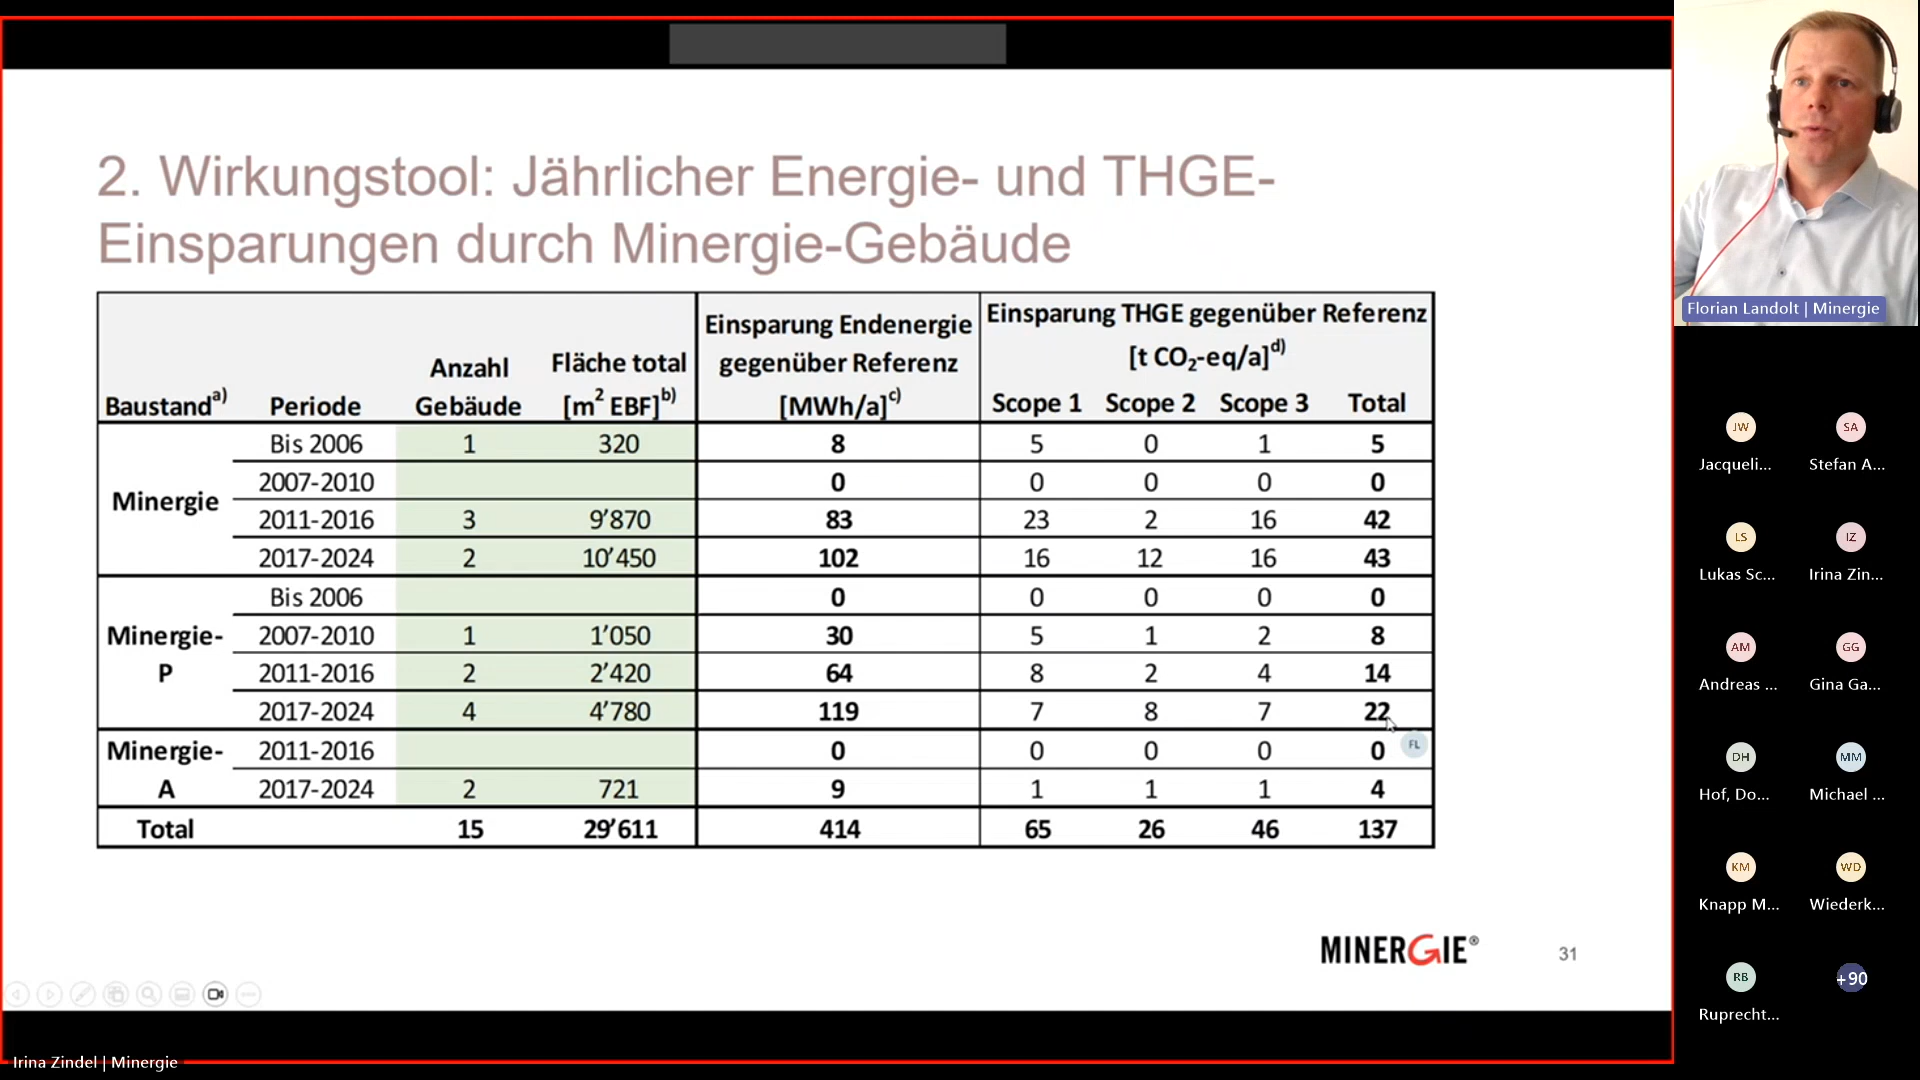 2. Wirkungstool: Jährlicher Energie- und THGE-
Einsparungen durch Minergie-Gebäude
Baustand a) Periode Anzahl Gebäude Fläche total [m² EBF] b) Einsparung Endenergie gegenüber Referenz [MWh/a] c) Einsparung THGE gegenüber Referenz [t CO₂-eq/a] d)
Scope 1 Scope 2 Scope 3 Total
Minergie
Bis 2006 1 320 8 5 0 1 5
2007-2010 0 0 0 0 0
2011-2016 3 9’870 83 23 2 16 42
2017-2024 2 10’450 102 16 12 16 43
Minergie-
P
Bis 2006 0 0 0 0 0
2007-2010 1 1’050 30 5 1 2 8
2011-2016 2 2’420 64 8 2 4 14
2017-2024 4 4’780 119 7 8 7 22
Minergie-
A
2011-2016 0 0 0 0 0
2017-2024 2 721 9 1 1 1 4
Total 15 29’611 414 65 26 46 137
FL
MINERGIE®
31
Irina Zindel | Minergie
Florian Landolt | Minergie
JW
Jacqueli...
SA
Stefan A...
LS
Lukas Sc...
IZ
Irina Zin...
AM
Andreas ...
GG
Gina Ga...
DH
Hof, Do...
MM
Michael ...
KM
Knapp M...
WD
Wiederk...
RB
Ruprecht...
+90